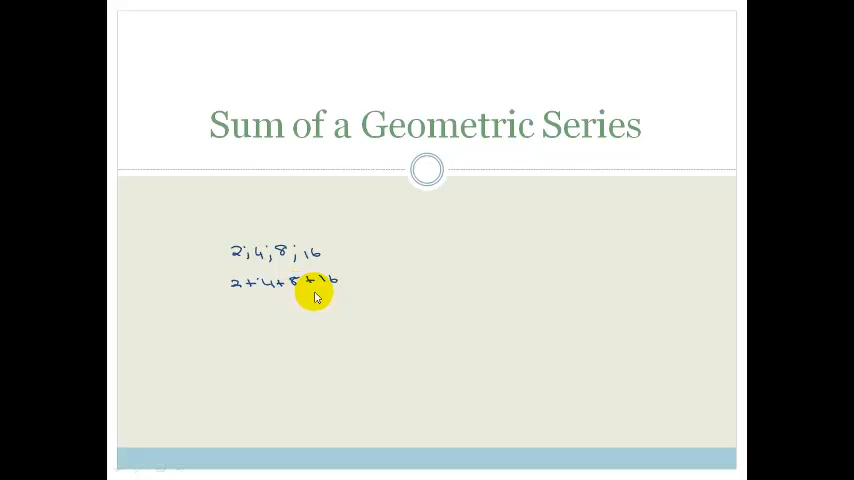 Sum of a Geometric Series
2; 4; 8; 16
2 + 4 + 8 + 16